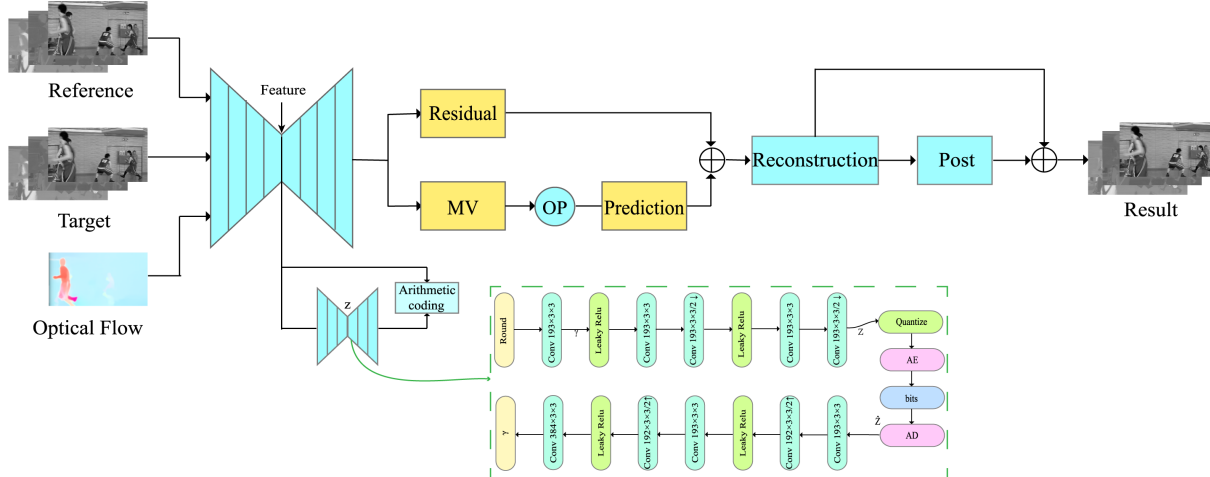 Reference
Target
Optical Flow
Feature
Residual
MV
OP
Prediction
Reconstruction
Post
Result
z
Arithmetic
coding
Round
Conv 193×3×3
γ
Leaky Relu
Conv 193×3×3
Conv 193×3×3/2↓
Leaky Relu
Conv 193×3×3
Conv 193×3×3/2↓
Z
Quantize
AE
bits
Ẑ
AD
Conv 193×3×3
Conv 192×3×3/2↑
Leaky Relu
Conv 193×3×3
Conv 192×3×3/2↑
Leaky Relu
Conv 384×3×3
γ